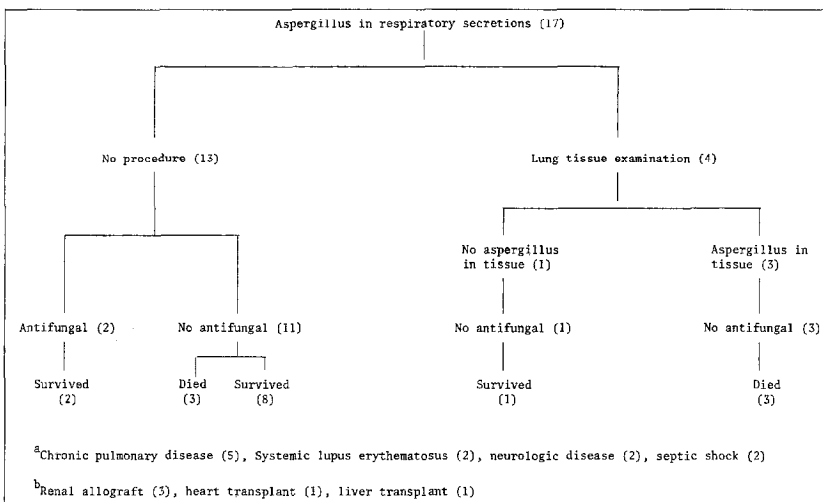 Aspergillus in respiratory secretions (17)
No procedure (13) Lung tissue examination (4)
No aspergillus in tissue (1) Aspergillus in tissue (3)
Antifungal (2) No antifungal (11) No antifungal (1) No antifungal (3)
Survived (2) Died (3) Survived (8) Survived (1) Died (3)
aChronic pulmonary disease (5), Systemic lupus erythematosus (2), neurologic disease (2), septic shock (2)
bRenal allograft (3), heart transplant (1), liver transplant (1)